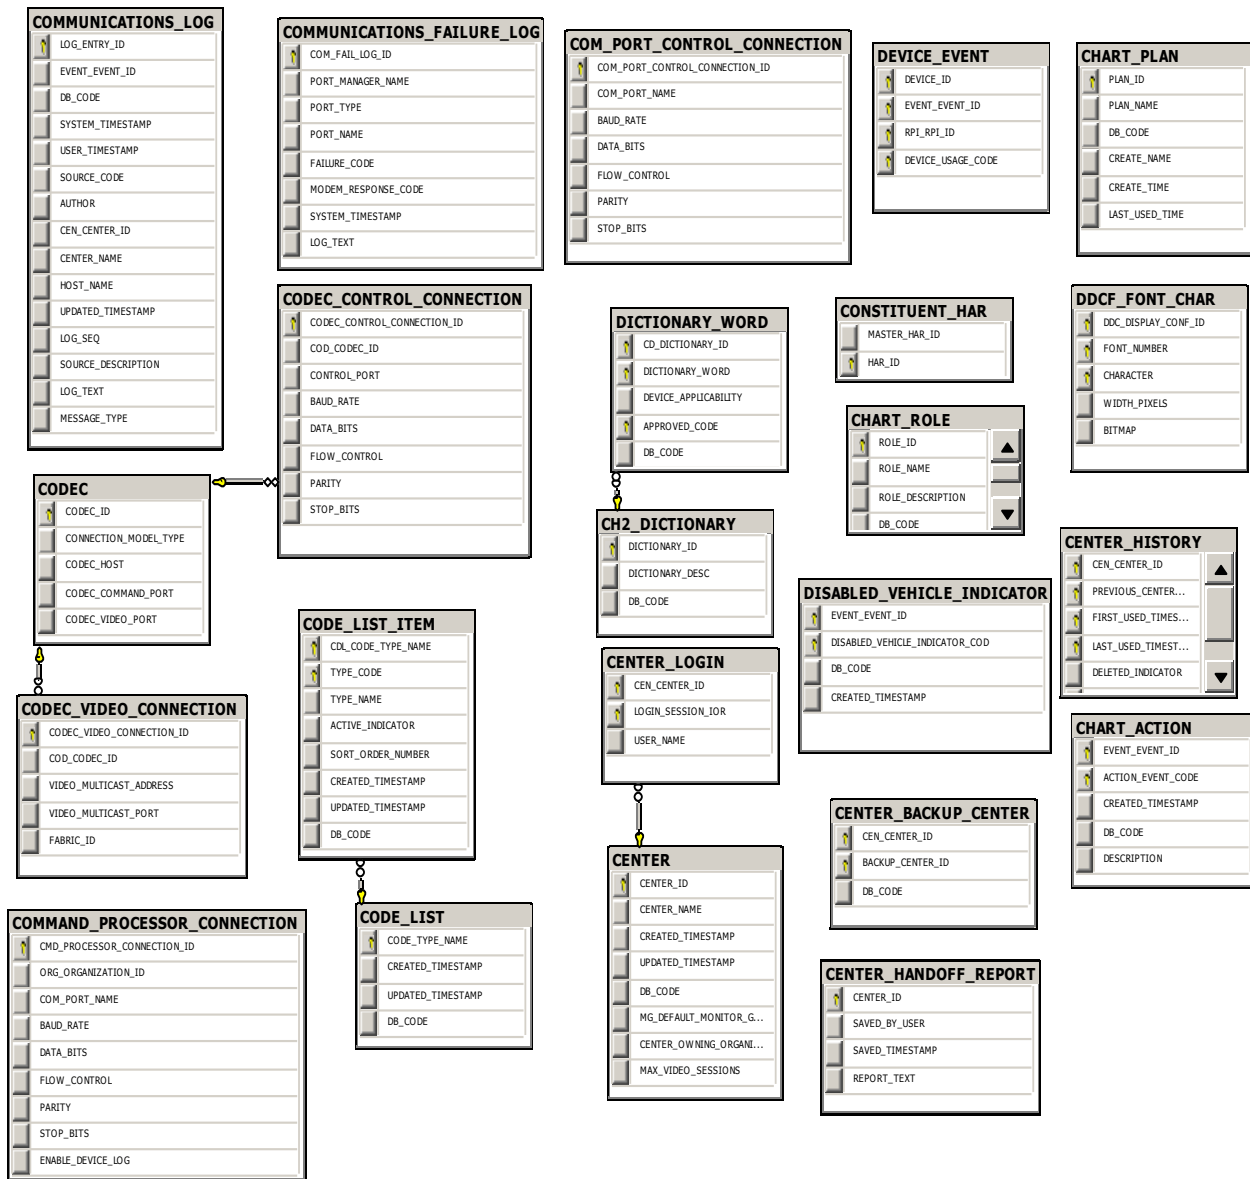 COMMUNICATIONS_LOG
LOG_ENTRY_ID
EVENT_EVENT_ID
DB_CODE
SYSTEM_TIMESTAMP
USER_TIMESTAMP
SOURCE_CODE
AUTHOR
CEN_CENTER_ID
CENTER_NAME
HOST_NAME
UPDATED_TIMESTAMP
LOG_SEQ
SOURCE_DESCRIPTION
LOG_TEXT
MESSAGE_TYPE
COMMUNICATIONS_FAILURE_LOG
COM_FAIL_LOG_ID
PORT_MANAGER_NAME
PORT_TYPE
PORT_NAME
FAILURE_CODE
MODEM_RESPONSE_CODE
SYSTEM_TIMESTAMP
LOG_TEXT
COM_PORT_CONTROL_CONNECTION
COM_PORT_CONTROL_CONNECTION_ID
COM_PORT_NAME
BAUD_RATE
DATA_BITS
FLOW_CONTROL
PARITY
STOP_BITS
DEVICE_EVENT
DEVICE_ID
EVENT_EVENT_ID
RPI_RPI_ID
DEVICE_USAGE_CODE
CHART_PLAN
PLAN_ID
PLAN_NAME
DB_CODE
CREATE_NAME
CREATE_TIME
LAST_USED_TIME
CODEC_CONTROL_CONNECTION
CODEC_CONTROL_CONNECTION_ID
COD_CODEC_ID
CONTROL_PORT
BAUD_RATE
DATA_BITS
FLOW_CONTROL
PARITY
STOP_BITS
DICTIONARY_WORD
CD_DICTIONARY_ID
DICTIONARY_WORD
DEVICE_APPLICABILITY
APPROVED_CODE
DB_CODE
CONSTITUENT_HAR
MASTER_HAR_ID
HAR_ID
DDCF_FONT_CHAR
DDC_DISPLAY_CONF_ID
FONT_NUMBER
CHARACTER
WIDTH_PIXELS
BITMAP
CHART_ROLE
ROLE_ID
ROLE_NAME
ROLE_DESCRIPTION
DB_CODE
CODEC
CODEC_ID
CONNECTION_MODEL_TYPE
CODEC_HOST
CODEC_COMMAND_PORT
CODEC_VIDEO_PORT
CH2_DICTIONARY
DICTIONARY_ID
DICTIONARY_DESC
DB_CODE
CENTER_HISTORY
CEN_CENTER_ID
PREVIOUS_CENTER...
FIRST_USED_TIMES...
LAST_USED_TIMEST...
DELETED_INDICATOR
DISABLED_VEHICLE_INDICATOR
EVENT_EVENT_ID
DISABLED_VEHICLE_INDICATOR_COD
DB_CODE
CREATED_TIMESTAMP
CODE_LIST_ITEM
CDL_CODE_TYPE_NAME
TYPE_CODE
TYPE_NAME
ACTIVE_INDICATOR
SORT_ORDER_NUMBER
CREATED_TIMESTAMP
UPDATED_TIMESTAMP
DB_CODE
CENTER_LOGIN
CEN_CENTER_ID
LOGIN_SESSION_IOR
USER_NAME
CODEC_VIDEO_CONNECTION
CODEC_VIDEO_CONNECTION_ID
COD_CODEC_ID
VIDEO_MULTICAST_ADDRESS
VIDEO_MULTICAST_PORT
FABRIC_ID
CHART_ACTION
EVENT_EVENT_ID
ACTION_EVENT_CODE
CREATED_TIMESTAMP
DB_CODE
DESCRIPTION
CENTER_BACKUP_CENTER
CEN_CENTER_ID
BACKUP_CENTER_ID
DB_CODE
CENTER
CENTER_ID
CENTER_NAME
CREATED_TIMESTAMP
UPDATED_TIMESTAMP
DB_CODE
MG_DEFAULT_MONITOR_G...
CENTER_OWNING_ORGANI...
MAX_VIDEO_SESSIONS
CODE_LIST
CODE_TYPE_NAME
CREATED_TIMESTAMP
UPDATED_TIMESTAMP
DB_CODE
COMMAND_PROCESSOR_CONNECTION
CMD_PROCESSOR_CONNECTION_ID
ORG_ORGANIZATION_ID
COM_PORT_NAME
BAUD_RATE
DATA_BITS
FLOW_CONTROL
PARITY
STOP_BITS
ENABLE_DEVICE_LOG
CENTER_HANDOFF_REPORT
CENTER_ID
SAVED_BY_USER
SAVED_TIMESTAMP
REPORT_TEXT